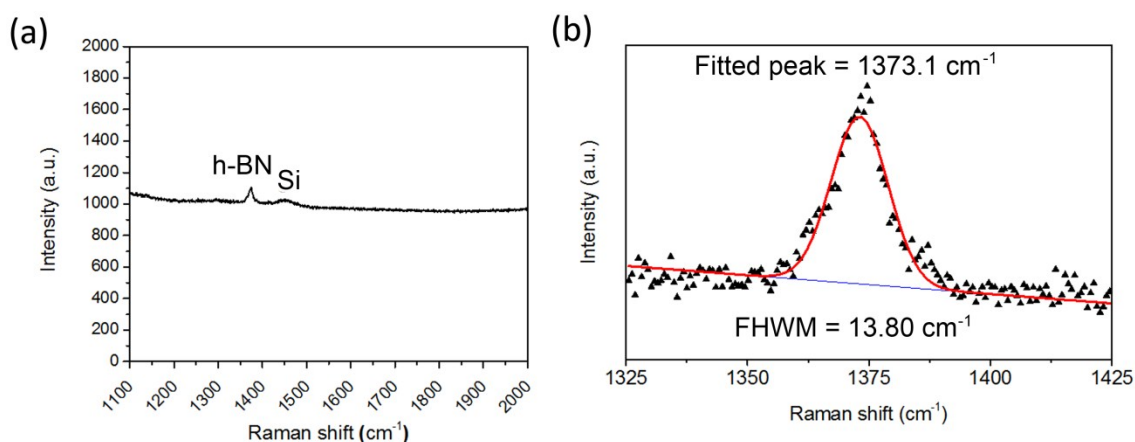 (a)
2000
1800
1600
1400
1200
1000
800
600
400
200
0
Intensity (a.u.)
h-BN
Si
1100
1200
1300
1400
1500
1600
1700
1800
1900
2000
Raman shift (cm-1)
(b)
Fitted peak = 1373.1 cm-1
Intensity (a.u.)
FHWM = 13.80 cm-1
1325
1350
1375
1400
1425
Raman shift (cm-1)